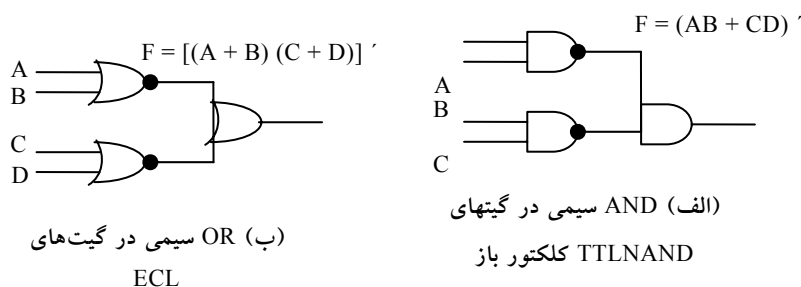 F = (AB + CD) ´
F = [(A + B) (C + D)] ´
A
B
C
D
A
B
C
(الف) AND سیمی در گیتهای
TTLNAND کلکتور باز
(ب) OR سیمی در گیت‌های
ECL